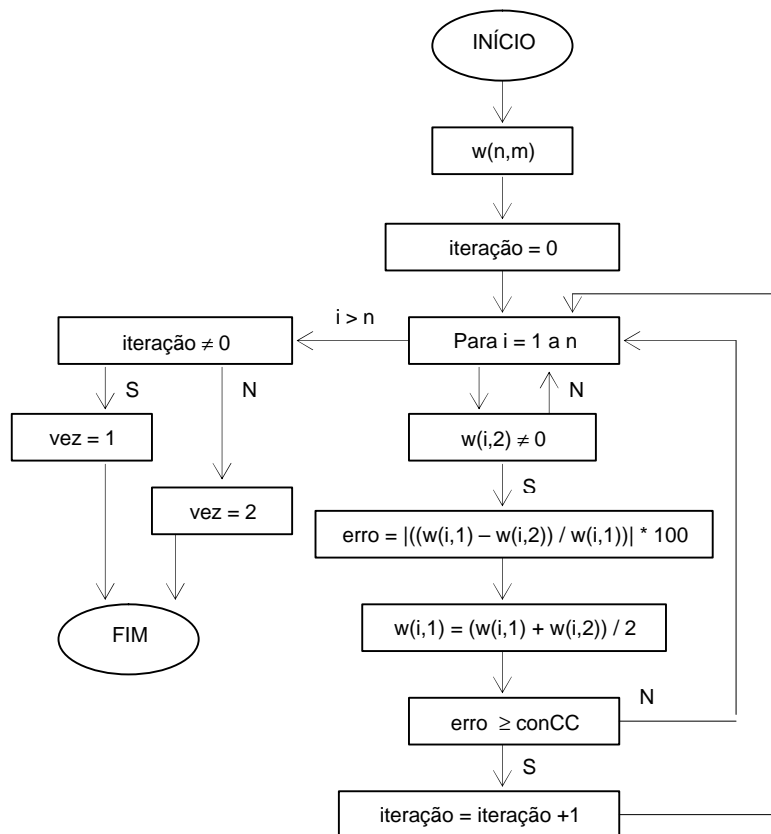 INÍCIO
w(n,m)
iteração = 0
i > n
iteração ≠ 0
Para i = 1 a n
S
N
N
vez = 1
w(i,2) ≠ 0
S
vez = 2
erro = |((w(i,1) – w(i,2)) / w(i,1))| * 100
FIM
w(i,1) = (w(i,1) + w(i,2)) / 2
N
erro ≥ conCC
S
iteração = iteração +1